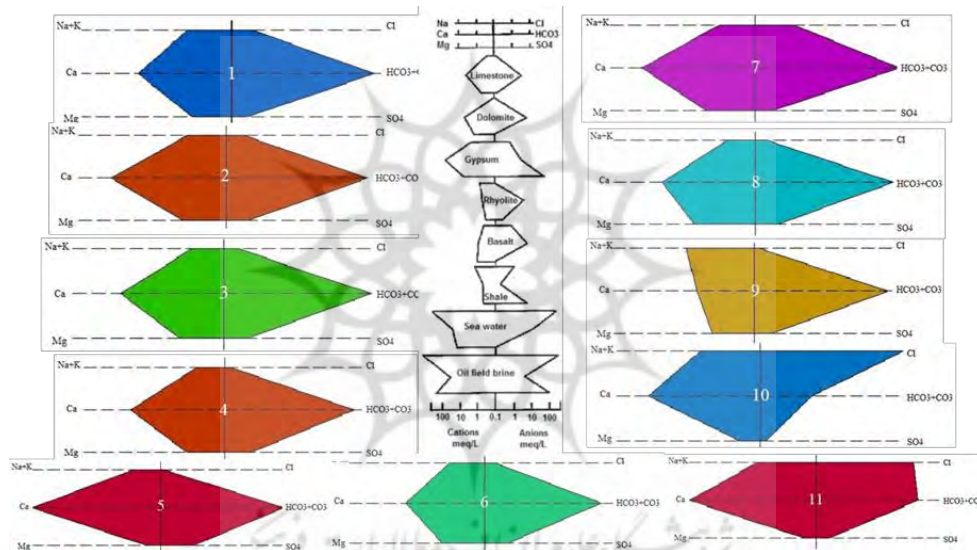 Na+K Cl
Ca 1 HCO3+C
Mg SO4
Na+K Cl
Ca 2 HCO3+CO
Mg SO4
Na+K Cl
Ca 3 HCO3+CC
Mg SO4
Na+K Cl
Ca 4 HCO3+CO3
Mg SO4
Na+K Cl
Ca 5 HCO3+CO3
Mg SO4
Na Cl
Ca HCO3
Mg SO4
Limestone
Dolomite
Gypsum
Rhyolite
Basalt
Shale
Sea water
Oil field brine
100 10 1 0.1 1 10 100
Cations Anions
meq/L meq/L
Na+K Cl
Ca 6 HCO3+CO3
Mg SO4
Na+K Cl
Ca 7 HCO3+CO3
Mg SO4
Na+K Cl
Ca 8 HCO3+CO3
Mg SO4
Na+K Cl
Ca 9 HCO3+CO3
Mg SO4
Na+K Cl
Ca 10 HCO3+CO3
Mg SO4
Na+K Cl
Ca 11 HCO3+CO
Mg SO4